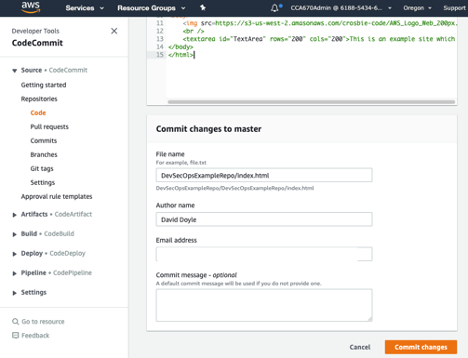 aws
Services
Resource Groups
CCA670Admin @ 6188-5434-6...
Oregon
Support
Developer Tools
CodeCommit
Source • CodeCommit
Getting started
Repositories
Code
Pull requests
Commits
Branches
Git tags
Settings
Approval rule templates
Artifacts • CodeArtifact
Build • CodeBuild
Deploy • CodeDeploy
Pipeline • CodePipeline
Settings
Go to resource
Feedback
11 <img src=https://s3-us-west-2.amazonaws.com/crosbie-code/AWS_Logo_Web_200px.
12 <br />
13 <textarea id="TextArea" rows="200" cols="200">This is an example site which
14 </body>
15 </html>
Commit changes to master
File name
For example, file.txt
DevSecOpsExampleRepo/index.html
DevSecOpsExampleRepo/DevSecOpsExampleRepo/index.html
Author name
David Doyle
Email address
Commit message - optional
A default commit message will be used if you do not provide one.
Cancel
Commit changes